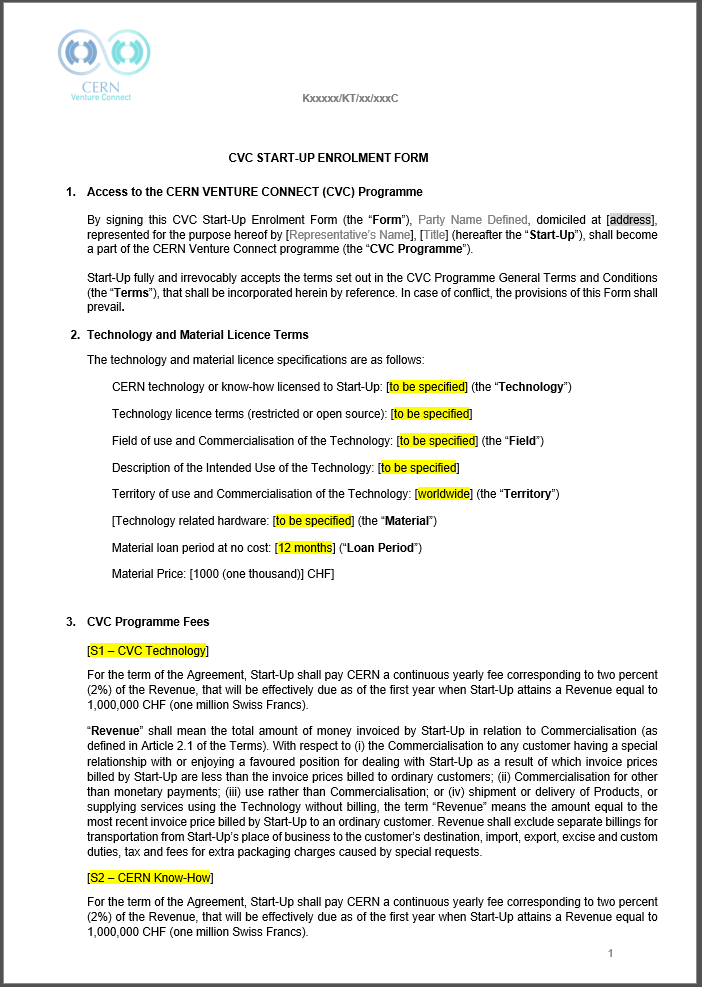 CERN
Venture Connect
Kxxxxx/KT/xx/xxxC
CVC START-UP ENROLMENT FORM
1. Access to the CERN VENTURE CONNECT (CVC) Programme
By signing this CVC Start-Up Enrolment Form (the “Form”), Party Name Defined, domiciled at [address],
represented for the purpose hereof by [Representative’s Name], [Title] (hereafter the “Start-Up”), shall become
a part of the CERN Venture Connect programme (the “CVC Programme”).
Start-Up fully and irrevocably accepts the terms set out in the CVC Programme General Terms and Conditions
(the “Terms”), that shall be incorporated herein by reference. In case of conflict, the provisions of this Form shall
prevail.
2. Technology and Material Licence Terms
The technology and material licence specifications are as follows:
CERN technology or know-how licensed to Start-Up: [to be specified] (the “Technology”)
Technology licence terms (restricted or open source): [to be specified]
Field of use and Commercialisation of the Technology: [to be specified] (the “Field”)
Description of the Intended Use of the Technology: [to be specified]
Territory of use and Commercialisation of the Technology: [worldwide] (the “Territory”)
[Technology related hardware: [to be specified] (the “Material”)
Material loan period at no cost: [12 months] (“Loan Period”)
Material Price: [1000 (one thousand)] CHF]
3. CVC Programme Fees
[S1 – CVC Technology]
For the term of the Agreement, Start-Up shall pay CERN a continuous yearly fee corresponding to two percent
(2%) of the Revenue, that will be effectively due as of the first year when Start-Up attains a Revenue equal to
1,000,000 CHF (one million Swiss Francs).
“Revenue” shall mean the total amount of money invoiced by Start-Up in relation to Commercialisation (as
defined in Article 2.1 of the Terms). With respect to (i) the Commercialisation to any customer having a special
relationship with or enjoying a favoured position for dealing with Start-Up as a result of which invoice prices
billed by Start-Up are less than the invoice prices billed to ordinary customers; (ii) Commercialisation for other
than monetary payments; (iii) use rather than Commercialisation; or (iv) shipment or delivery of Products, or
supplying services using the Technology without billing, the term “Revenue” means the amount equal to the
most recent invoice price billed by Start-Up to an ordinary customer. Revenue shall exclude separate billings for
transportation from Start-Up’s place of business to the customer’s destination, import, export, excise and custom
duties, tax and fees for extra packaging charges caused by special requests.
[S2 – CERN Know-How]
For the term of the Agreement, Start-Up shall pay CERN a continuous yearly fee corresponding to two percent
(2%) of the Revenue, that will be effectively due as of the first year when Start-Up attains a Revenue equal to
1,000,000 CHF (one million Swiss Francs).
1